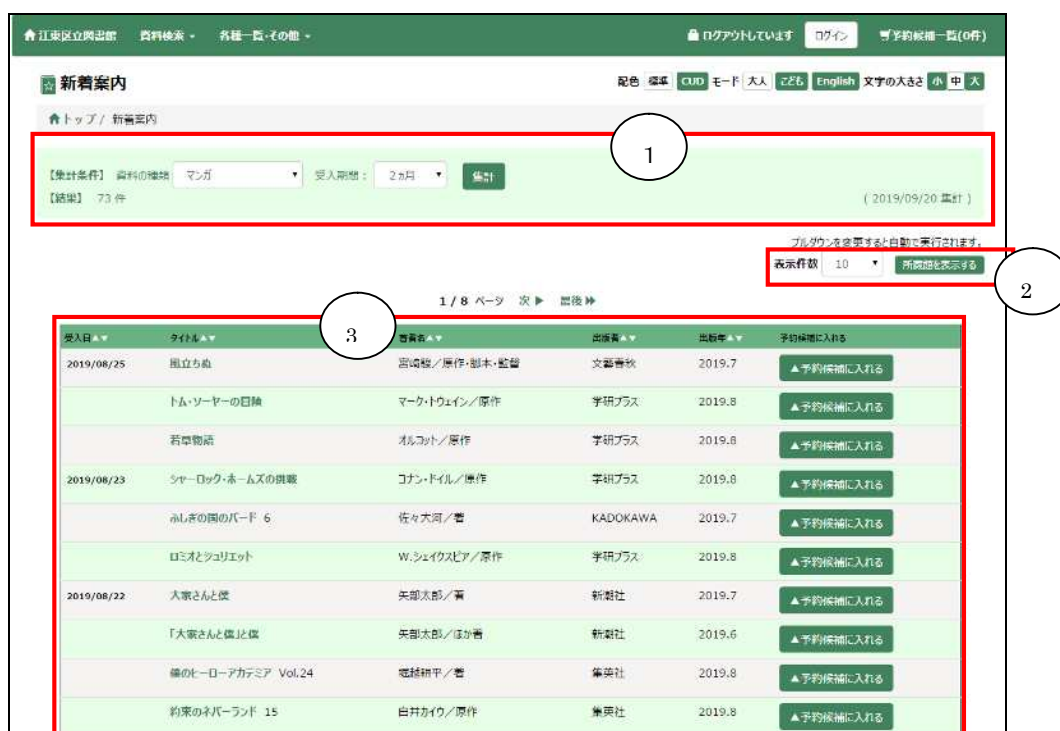 江東区立図書館 資料検索 各種一覧・その他 ログアウトしています ログイン 予約候補一覧(0件)
新着案内 配色 標準 CUD モード 大人 こども English 文字の大きさ 小 中 大
トップ / 新着案内
1
【集計条件】 資料の種類 マンガ 受入期間: 2ヵ月 集計
【結果】 73 件 ( 2019/09/20 集計 )
プルダウンを変更すると自動で実行されます。
表示件数 10 所蔵館を表示する
2
1 / 8 ページ 次▶ 最後▶▶
3
受入日▲▼ タイトル▲▼ 著者名▲▼ 出版者▲▼ 出版年▲▼ 予約候補に入れる
2019/08/25 風立ちぬ 宮崎駿/原作・脚本・監督 文藝春秋 2019.7 ▲予約候補に入れる
トム・ソーヤーの冒険 マーク・トウェイン/原作 学研プラス 2019.8 ▲予約候補に入れる
若草物語 オルコット/原作 学研プラス 2019.8 ▲予約候補に入れる
2019/08/23 シャーロック・ホームズの挑戦 コナン・ドイル/原作 学研プラス 2019.8 ▲予約候補に入れる
ふしぎの国のバード 6 佐々大河/著 KADOKAWA 2019.7 ▲予約候補に入れる
ロミオとジュリエット W.シェイクスピア/原作 学研プラス 2019.8 ▲予約候補に入れる
2019/08/22 大家さんと僕 矢部太郎/著 新潮社 2019.7 ▲予約候補に入れる
「大家さんと僕」と僕 矢部太郎/ほか著 新潮社 2019.6 ▲予約候補に入れる
僕のヒーローアカデミア Vol.24 堀越耕平/著 集英社 2019.8 ▲予約候補に入れる
約束のネバーランド 15 白井カイウ/原作 集英社 2019.8 ▲予約候補に入れる